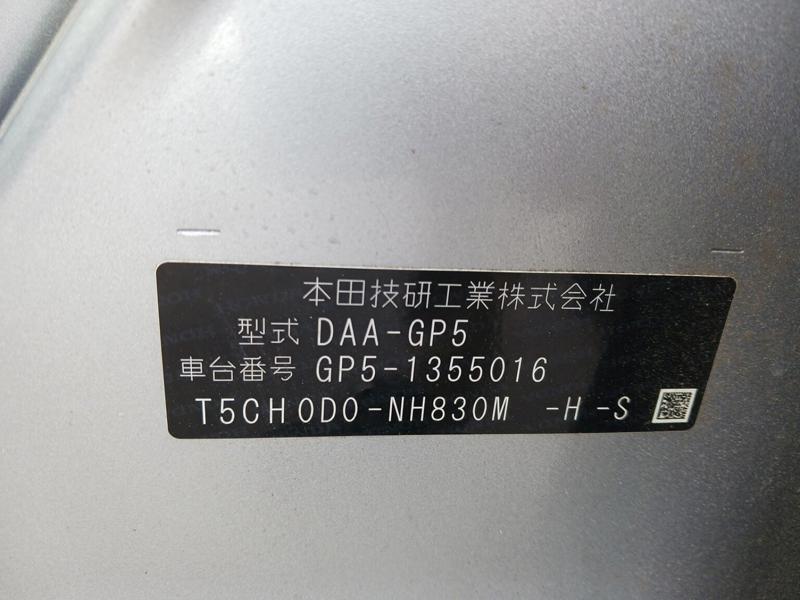 本田技研工業株式会社
型式 DAA-GP5
車台番号 GP5-1355016
T5CH0D0-NH830M -H -S